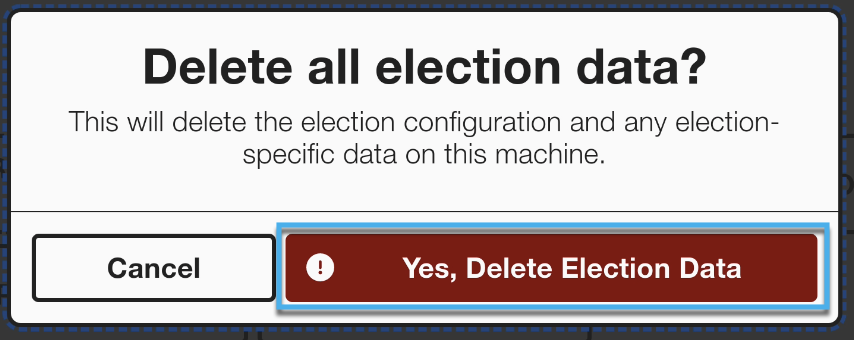 Delete all election data?
This will delete the election configuration and any election-
specific data on this machine.
Cancel
Yes, Delete Election Data